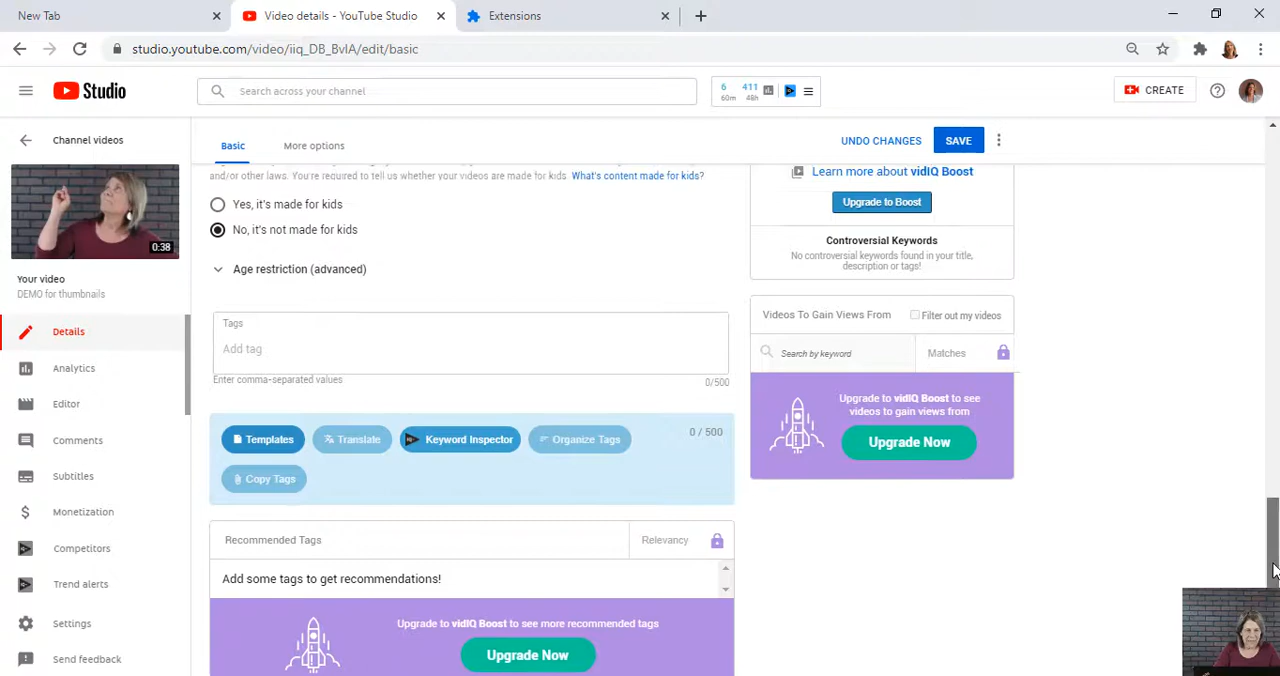 New Tab
Video details - YouTube Studio
Extensions
studio.youtube.com/video/iiq_DB_BvIA/edit/basic
Studio
Search across your channel
6 411
60m 48h
CREATE
Channel videos
Basic
More options
UNDO CHANGES
SAVE
0:38
Your video
DEMO for thumbnails
Details
Analytics
Editor
Comments
Subtitles
Monetization
Competitors
Trend alerts
Settings
Send feedback
and/or other laws. You're required to tell us whether your videos are made for kids. What's content made for kids?
Yes, it's made for kids
No, it's not made for kids
Age restriction (advanced)
Tags
Add tag
Enter comma-separated values
0/500
Templates
Translate
Keyword Inspector
Organize Tags
0 / 500
Copy Tags
Recommended Tags
Relevancy
Add some tags to get recommendations!
Upgrade to vidIQ Boost to see more recommended tags
Upgrade Now
Learn more about vidIQ Boost
Upgrade to Boost
Controversial Keywords
No controversial keywords found in your title,
description or tags!
Videos To Gain Views From
Filter out my videos
Search by keyword
Matches
Upgrade to vidIQ Boost to see
videos to gain views from
Upgrade Now